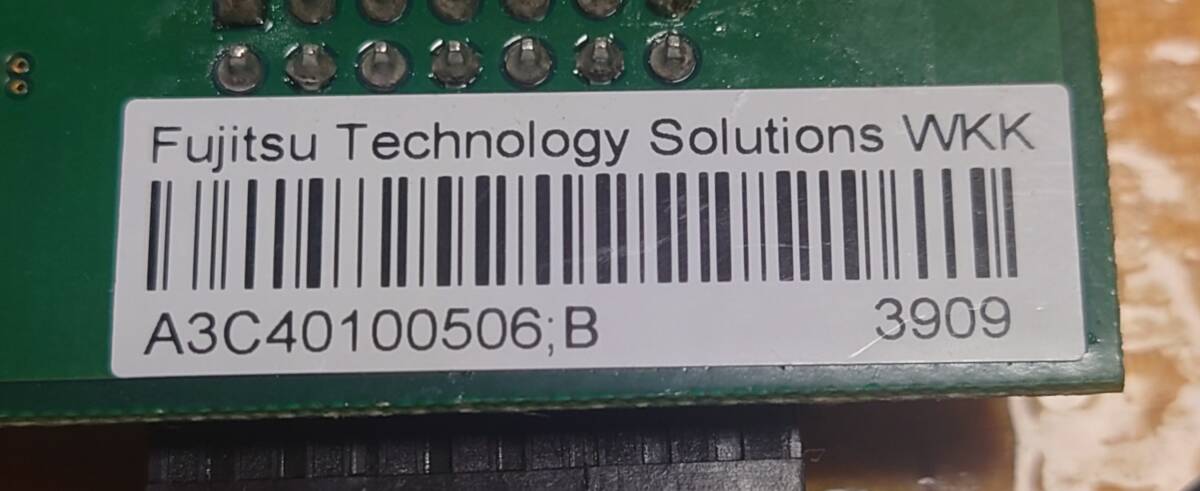 Fujitsu Technology Solutions WKK
A3C40100506;B 3909